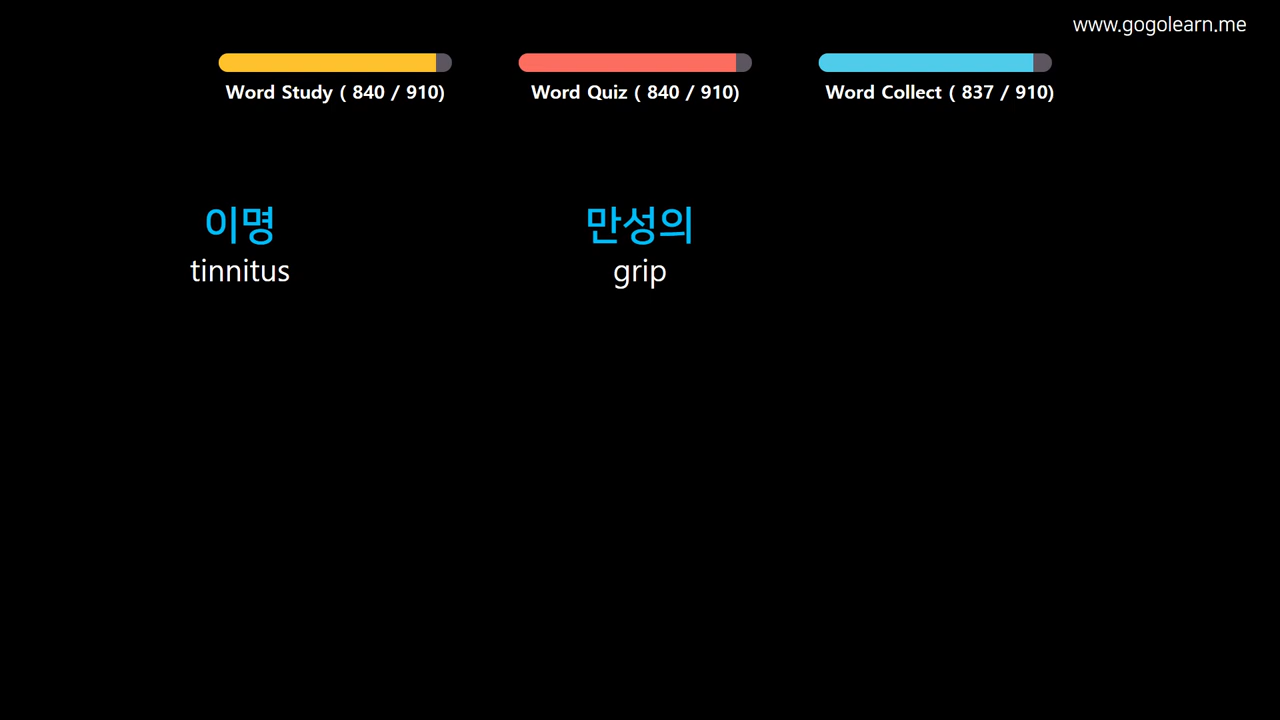 www.gogolearn.me
Word Study ( 840 / 910)
Word Quiz ( 840 / 910)
Word Collect ( 837 / 910)
이명
tinnitus
만성의
grip